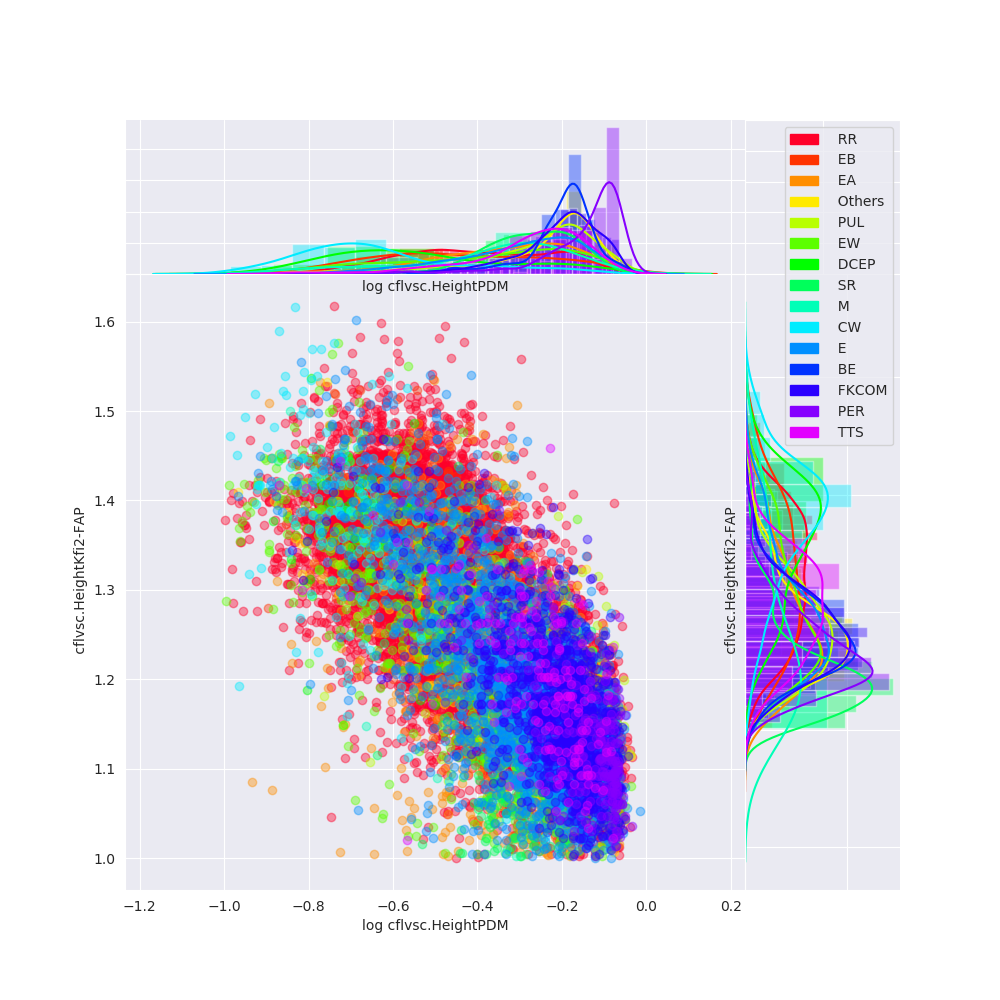 RR
EB
EA
Others
PUL
EW
DCEP
SR
M
CW
E
BE
FKCOM
PER
TTS
log cflvsc.HeightPDM
1.6
1.5
1.4
1.3
1.2
1.1
1.0
cflvsc.HeightKfi2-FAP
cflvsc.HeightKfi2-FAP
−1.2 −1.0 −0.8 −0.6 −0.4 −0.2 0.0 0.2
log cflvsc.HeightPDM